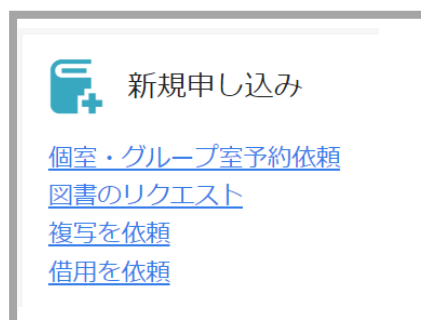 新規申し込み
個室・グループ室予約依頼
図書のリクエスト
複写を依頼
借用を依頼